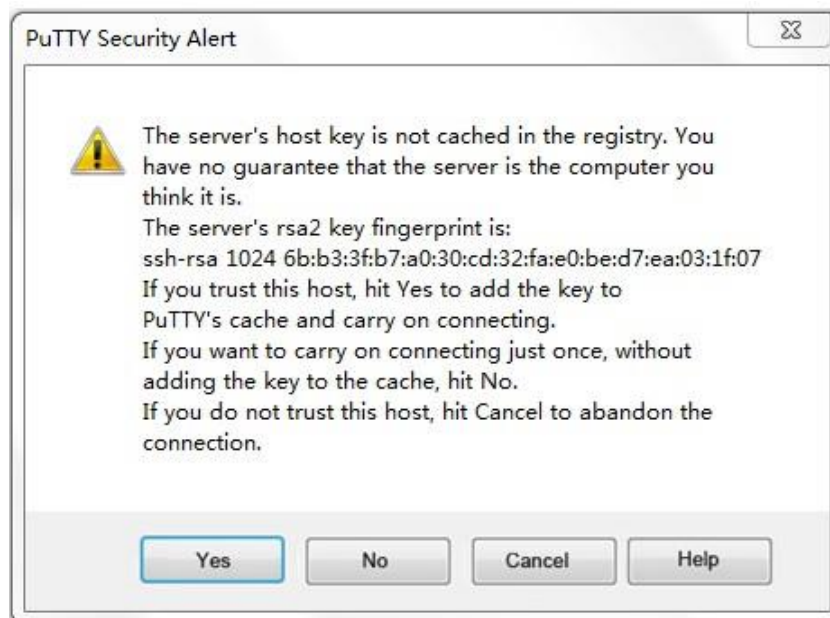 PuTTY Security Alert
The server's host key is not cached in the registry. You
have no guarantee that the server is the computer you
think it is.
The server's rsa2 key fingerprint is:
ssh-rsa 1024 6b:b3:3f:b7:a0:30:cd:32:fa:e0:be:d7:ea:03:1f:07
If you trust this host, hit Yes to add the key to
PuTTY's cache and carry on connecting.
If you want to carry on connecting just once, without
adding the key to the cache, hit No.
If you do not trust this host, hit Cancel to abandon the
connection.
Yes No Cancel Help